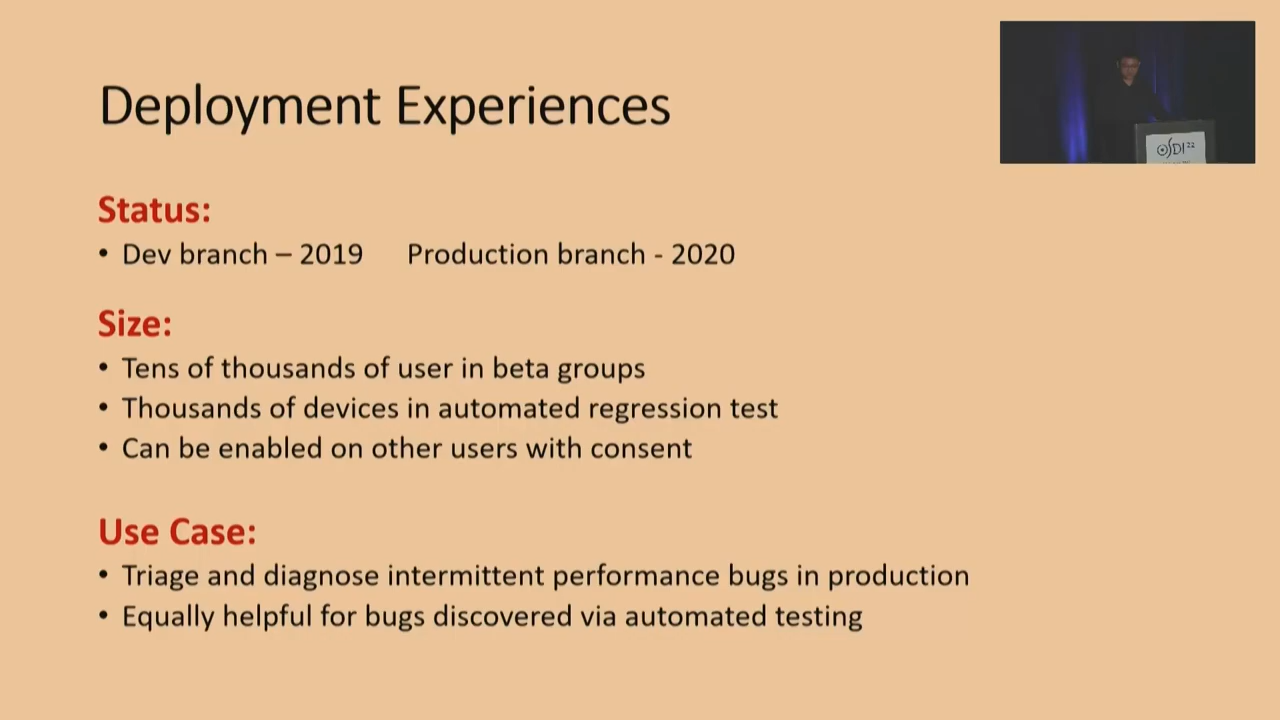 Deployment Experiences
OSDI 22
Status:
• Dev branch – 2019 Production branch - 2020
Size:
• Tens of thousands of user in beta groups
• Thousands of devices in automated regression test
• Can be enabled on other users with consent
Use Case:
• Triage and diagnose intermittent performance bugs in production
• Equally helpful for bugs discovered via automated testing